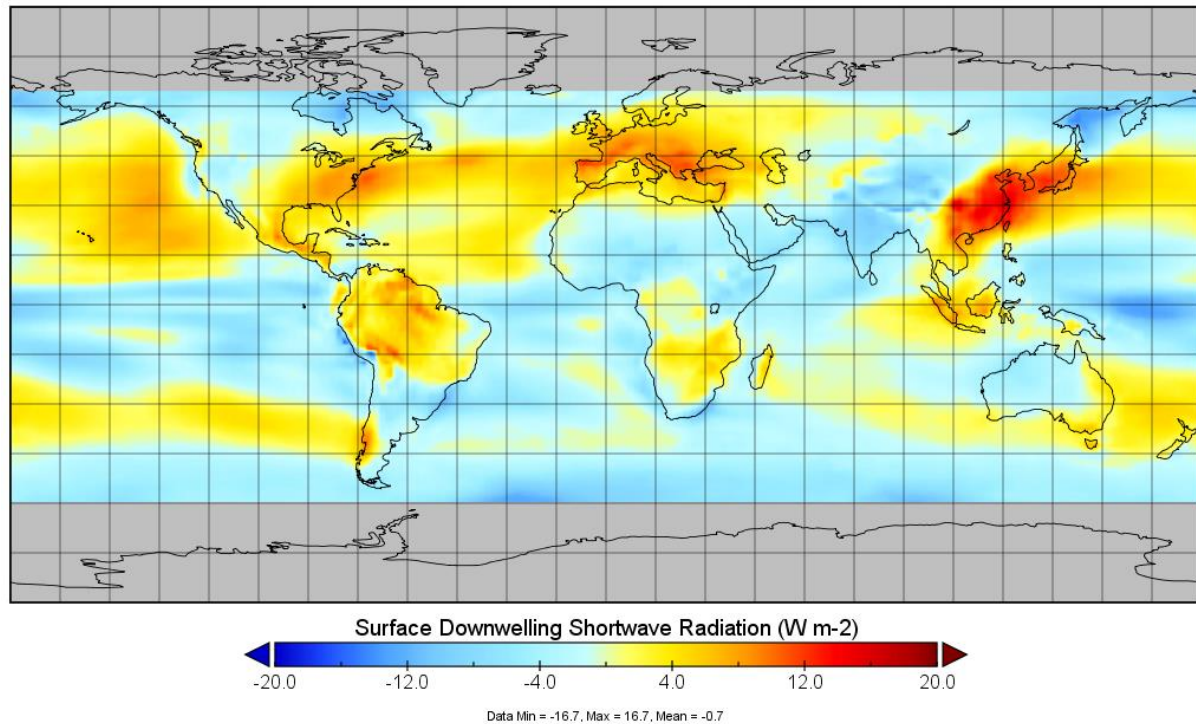 Surface Downwelling Shortwave Radiation (W m-2)
-20.0 -12.0 -4.0 4.0 12.0 20.0
Data Min = -16.7, Max = 16.7, Mean = -0.7